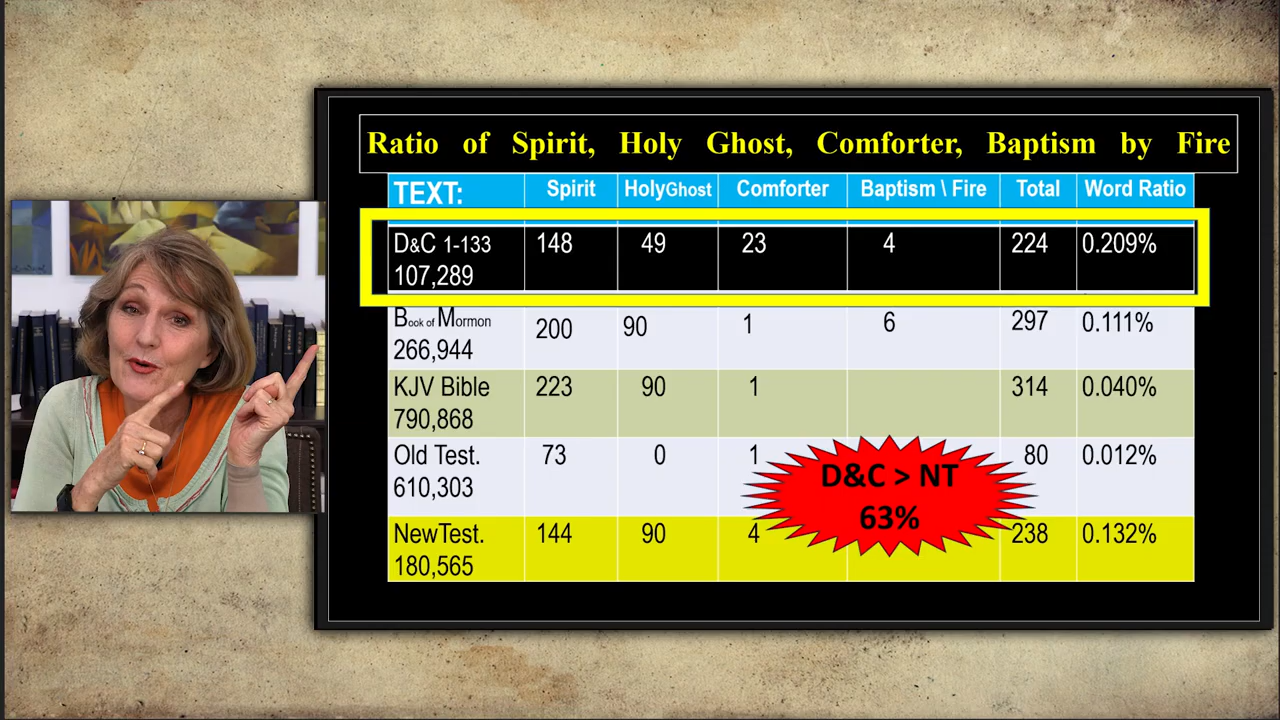 Ratio of Spirit, Holy Ghost, Comforter, Baptism by Fire
TEXT: Spirit HolyGhost Comforter Baptism \ Fire Total Word Ratio
D&C 1-133 148 49 23 4 224 0.209%
107,289
Book of Mormon 200 90 1 6 297 0.111%
266,944
KJV Bible 223 90 1 314 0.040%
790,868
Old Test. 73 0 1 80 0.012%
610,303
D&C > NT
63%
NewTest. 144 90 4 238 0.132%
180,565